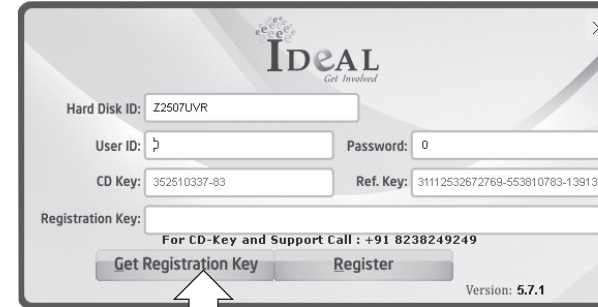 IDeAL
Get Involved
Hard Disk ID: Z2507UVR
User ID: Password: 0
CD Key: 352510337-83 Ref. Key: 31112532672769-553810783-13913
Registration Key:
For CD-Key and Support Call : +91 8238249249
Get Registration Key Register
Version: 5.7.1